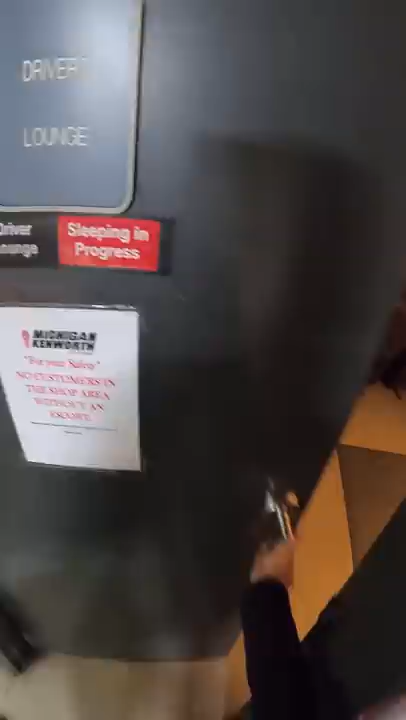 DRIVER
LOUNGE
Driver
Lounge
Sleeping in
Progress
MICHIGAN
KENWORTH
"For your Safety"
NO CUSTOMERS IN
THE SHOP AREA
WITHOUT AN
ESCORT.